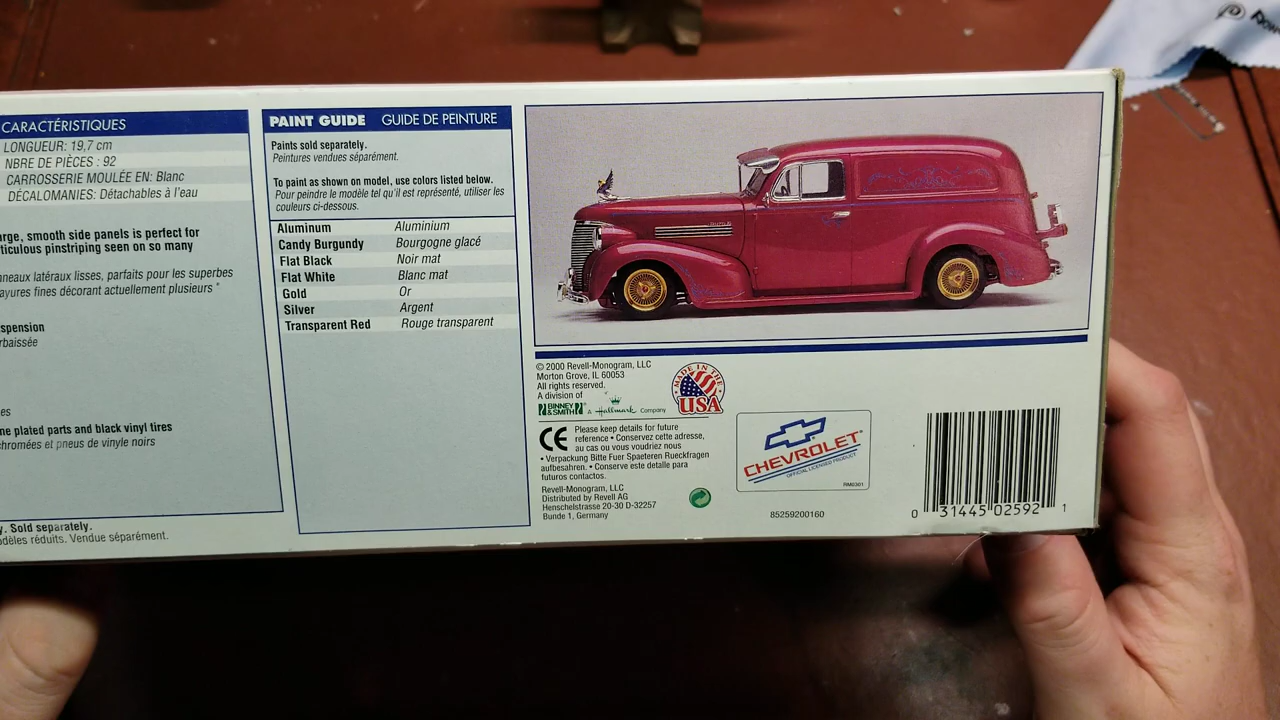 CARACTÉRISTIQUES
LONGUEUR: 19,7 cm
NBRE DE PIÈCES : 92
CARROSSERIE MOULÉE EN: Blanc
DÉCALOMANIES: Détachables à l'eau
arge, smooth side panels is perfect for
ticulous pinstriping seen on so many
nneaux latéraux lisses, parfaits pour les superbes
ayures fines décorant actuellement plusieurs "
spension
rbaissée
es
ne plated parts and black vinyl tires
chromées et pneus de vinyle noirs
y. Sold separately.
dèles réduits. Vendue séparément.
PAINT GUIDE GUIDE DE PEINTURE
Paints sold separately.
Peintures vendues séparément.
To paint as shown on model, use colors listed below.
Pour peindre le modèle tel qu'il est représenté, utiliser les
couleurs ci-dessous.
Aluminum Aluminium
Candy Burgundy Bourgogne glacé
Flat Black Noir mat
Flat White Blanc mat
Gold Or
Silver Argent
Transparent Red Rouge transparent
© 2000 Revell-Monogram, LLC
Morton Grove, IL 60053
All rights reserved.
A division of
BINNEY & SMITH® A Hallmark Company
MADE IN THE
USA
CE
Please keep details for future
reference • Conservez cette adresse,
au cas ou vous voudriez nous
• Verpackung Bitte Fuer Spaeteren Rueckfragen
aufbesahren. • Conserve este detalle para
futuros contactos.
Revell-Monogram, LLC
Distributed by Revell AG
Henschelstrasse 20-30 D-32257
Bunde 1, Germany
CHEVROLET®
OFFICIAL LICENSED PRODUCT
RM0301
85259200160
0 31445 02592 1